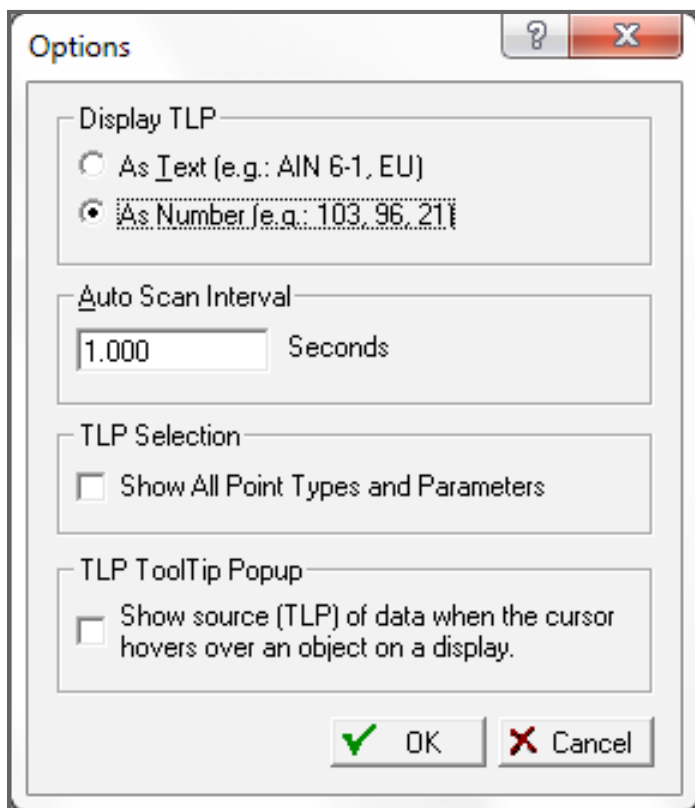 Options
?
Display TLP
As Text (e.g.: AIN 6-1, EU)
As Number (e.g.: 103, 96, 21)
Auto Scan Interval
1.000 Seconds
TLP Selection
Show All Point Types and Parameters
TLP ToolTip Popup
Show source (TLP) of data when the cursor
hovers over an object on a display.
OK Cancel